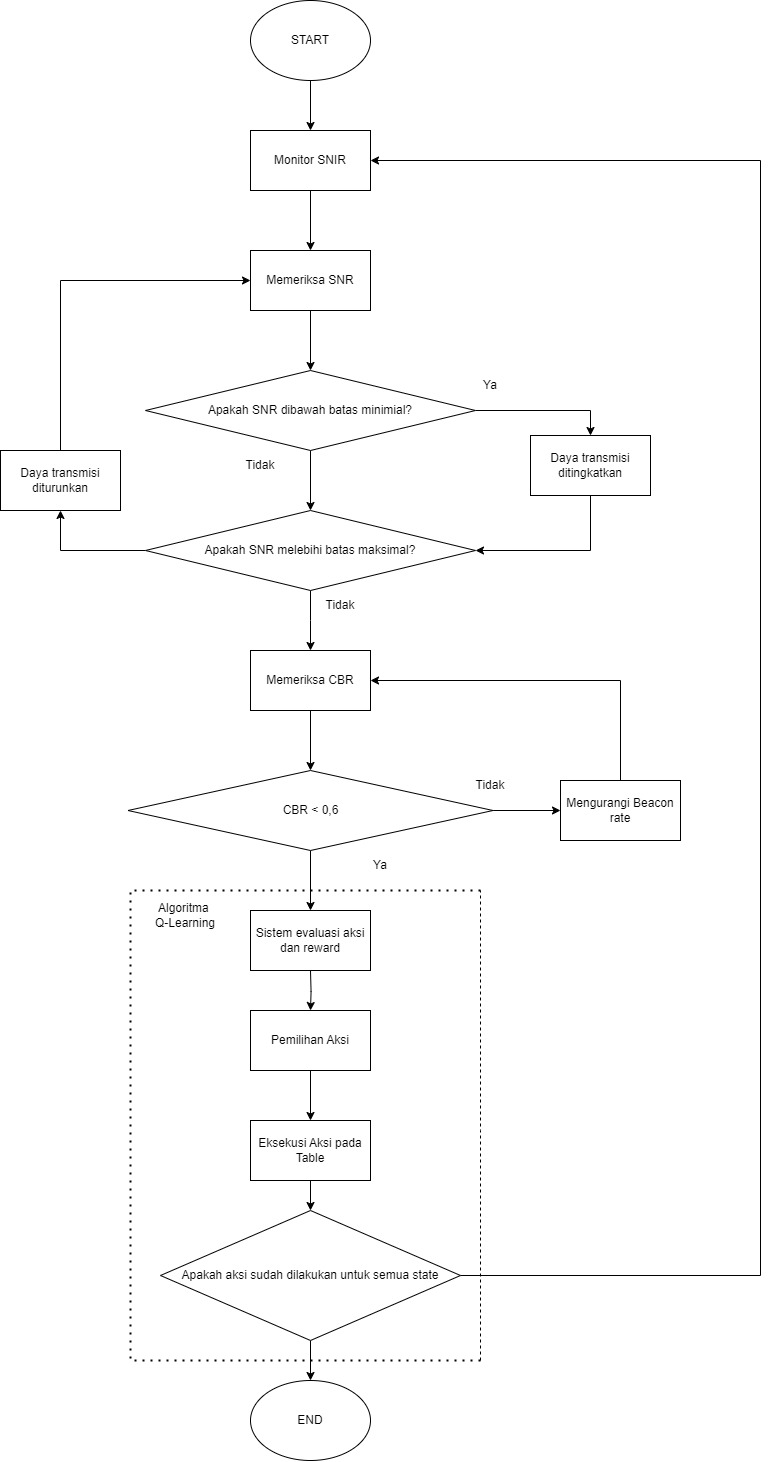 START
Monitor SNIR
Memeriksa SNR
Apakah SNR dibawah batas minimial?
Ya
Daya transmisi
ditingkatkan
Tidak
Daya transmisi
diturunkan
Apakah SNR melebihi batas maksimal?
Tidak
Memeriksa CBR
CBR < 0,6
Tidak
Mengurangi Beacon
rate
Ya
Algoritma
Q-Learning
Sistem evaluasi aksi
dan reward
Pemilihan Aksi
Eksekusi Aksi pada
Table
Apakah aksi sudah dilakukan untuk semua state
END